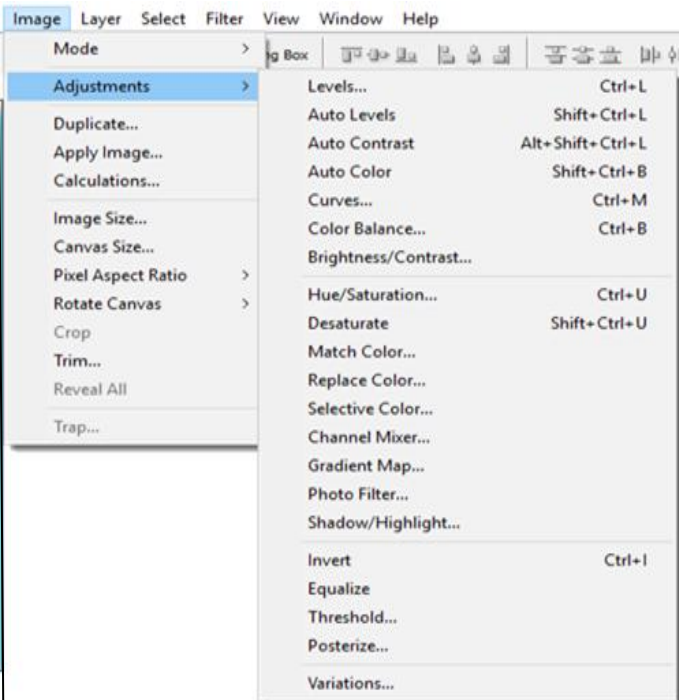 Image Layer Select Filter View Window Help
Mode >
ng Box
Adjustments >
Duplicate...
Apply Image...
Calculations...
Image Size...
Canvas Size...
Pixel Aspect Ratio >
Rotate Canvas >
Crop
Trim...
Reveal All
Trap...
Levels... Ctrl+L
Auto Levels Shift+Ctrl+L
Auto Contrast Alt+Shift+Ctrl+L
Auto Color Shift+Ctrl+B
Curves... Ctrl+M
Color Balance... Ctrl+B
Brightness/Contrast...
Hue/Saturation... Ctrl+U
Desaturate Shift+Ctrl+U
Match Color...
Replace Color...
Selective Color...
Channel Mixer...
Gradient Map...
Photo Filter...
Shadow/Highlight...
Invert Ctrl+I
Equalize
Threshold...
Posterize...
Variations...